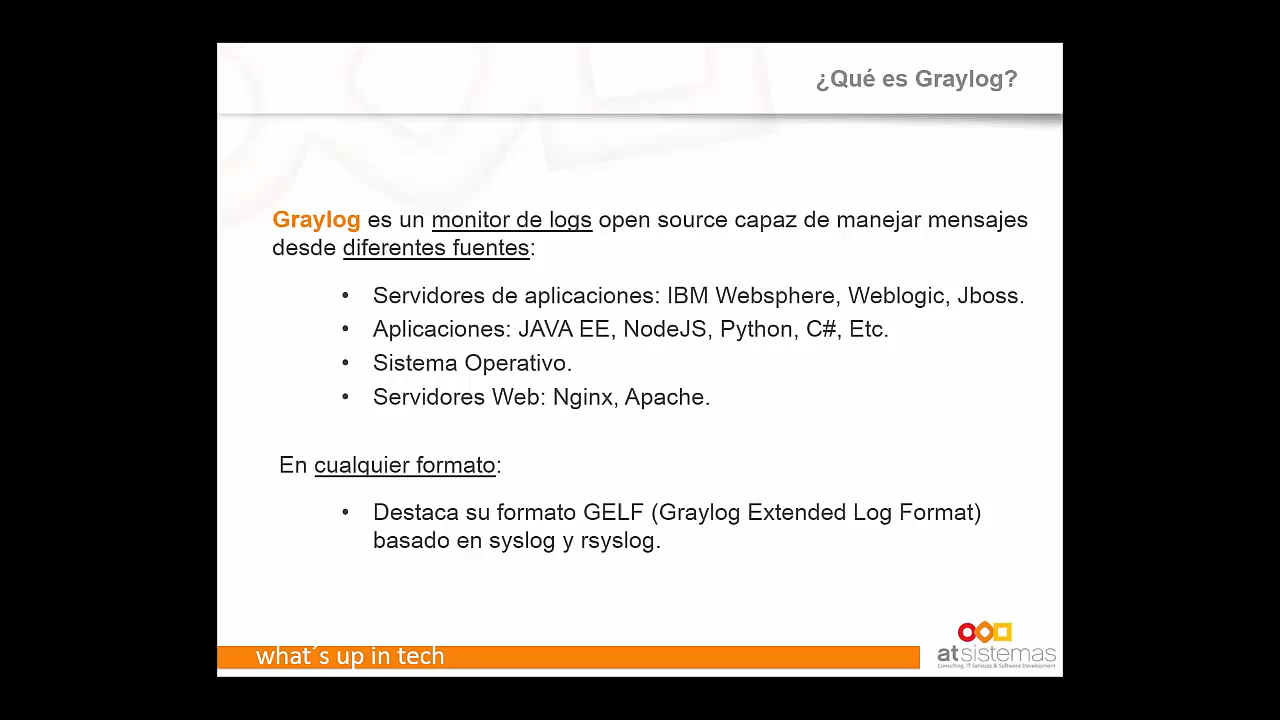 ¿Qué es Graylog?
Graylog es un monitor de logs open source capaz de manejar mensajes
desde diferentes fuentes:
• Servidores de aplicaciones: IBM Websphere, Weblogic, Jboss.
• Aplicaciones: JAVA EE, NodeJS, Python, C#, Etc.
• Sistema Operativo.
• Servidores Web: Nginx, Apache.
En cualquier formato:
• Destaca su formato GELF (Graylog Extended Log Format)
basado en syslog y rsyslog.
what´s up in tech
atsistemas
Consulting, IT Services & Software Development